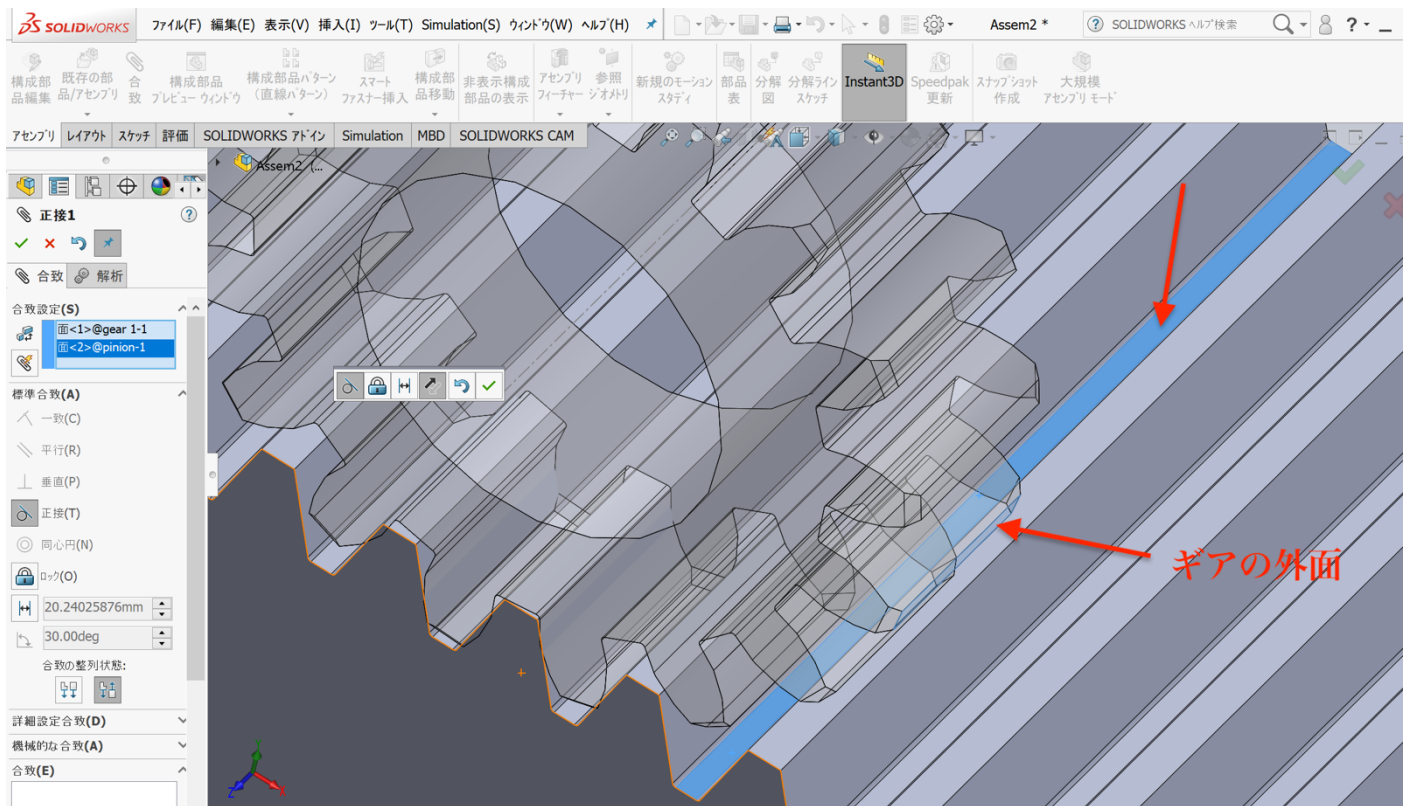 SOLIDWORKS ファイル(F) 編集(E) 表示(V) 挿入(I) ツール(T) Simulation(S) ウィンドウ(W) ヘルプ(H) Assem2 * SOLIDWORKS ヘルプ検索
構成部品編集
既存の部品/アセンブリ
合致
構成部品プレビュー ウィンドウ
構成部品パターン(直線パターン)
スマートファスナー挿入
構成部品移動
非表示構成部品の表示
アセンブリフィーチャー
参照ジオメトリ
新規のモーションスタディ
部品表
分解図
分解ラインスケッチ
Instant3D
Speedpak更新
スナップショット作成
大規模アセンブリ モード
アセンブリ レイアウト スケッチ 評価 SOLIDWORKS アドイン Simulation MBD SOLIDWORKS CAM
Assem2 (...
正接1
合致 解析
合致設定(S)
面<1>@gear 1-1
面<2>@pinion-1
標準合致(A)
一致(C)
平行(R)
垂直(P)
正接(T)
同心円(N)
ロック(O)
20.24025876mm
30.00deg
合致の整列状態:
詳細設定合致(D)
機械的な合致(A)
合致(E)
ギアの外面
Y
X
Z